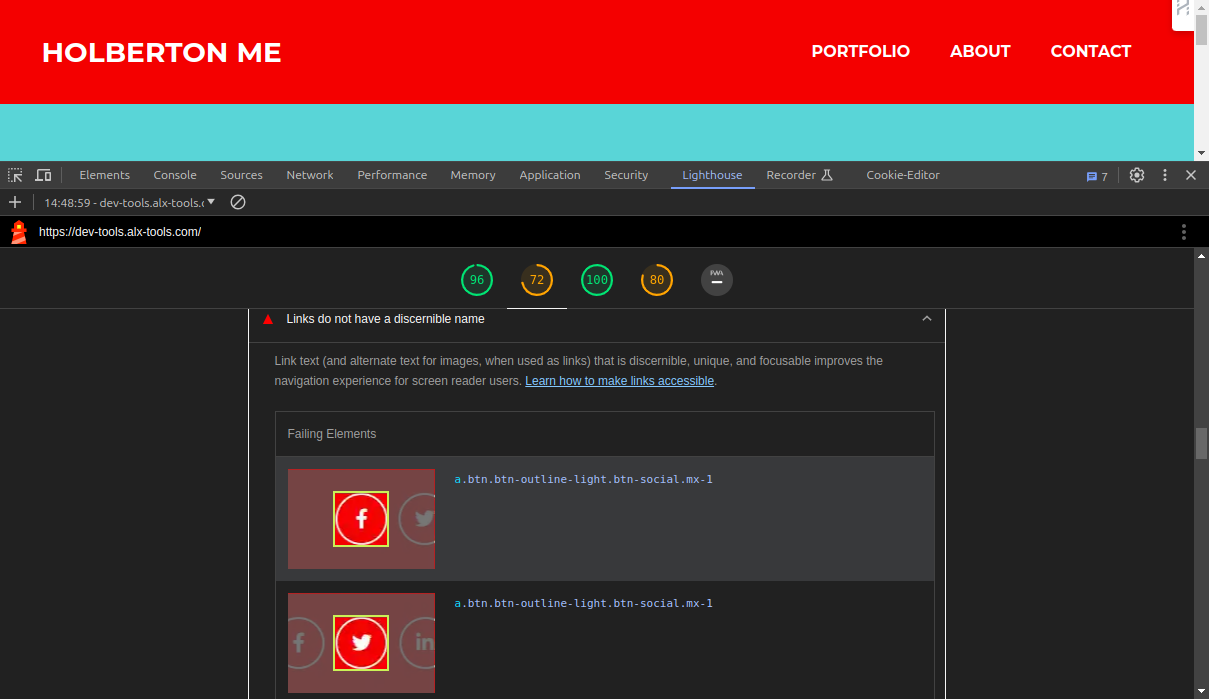 HOLBERTON ME
PORTFOLIO ABOUT CONTACT
Elements Console Sources Network Performance Memory Application Security Lighthouse Recorder Cookie-Editor 7
14:48:59 - dev-tools.alx-tools.c
https://dev-tools.alx-tools.com/
96 72 100 80 PWA
Links do not have a discernible name
Link text (and alternate text for images, when used as links) that is discernible, unique, and focusable improves the
navigation experience for screen reader users. Learn how to make links accessible.
Failing Elements
a.btn.btn-outline-light.btn-social.mx-1
a.btn.btn-outline-light.btn-social.mx-1
in